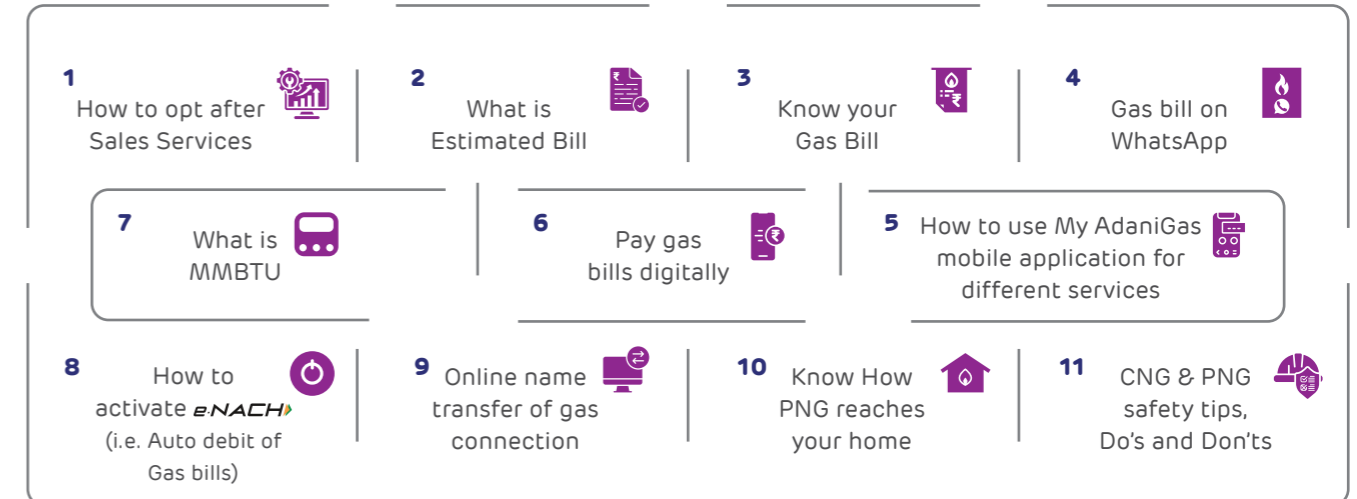 1
How to opt after
Sales Services
2
What is
Estimated Bill
3
Know your
Gas Bill
4
Gas bill on
WhatsApp
7
What is
MMBTU
6
Pay gas
bills digitally
5
How to use My AdaniGas
mobile application for
different services
8
How to
activate e-NACH
(i.e. Auto debit of
Gas bills)
9
Online name
transfer of gas
connection
10
Know How
PNG reaches
your home
11
CNG & PNG
safety tips,
Do's and Don'ts